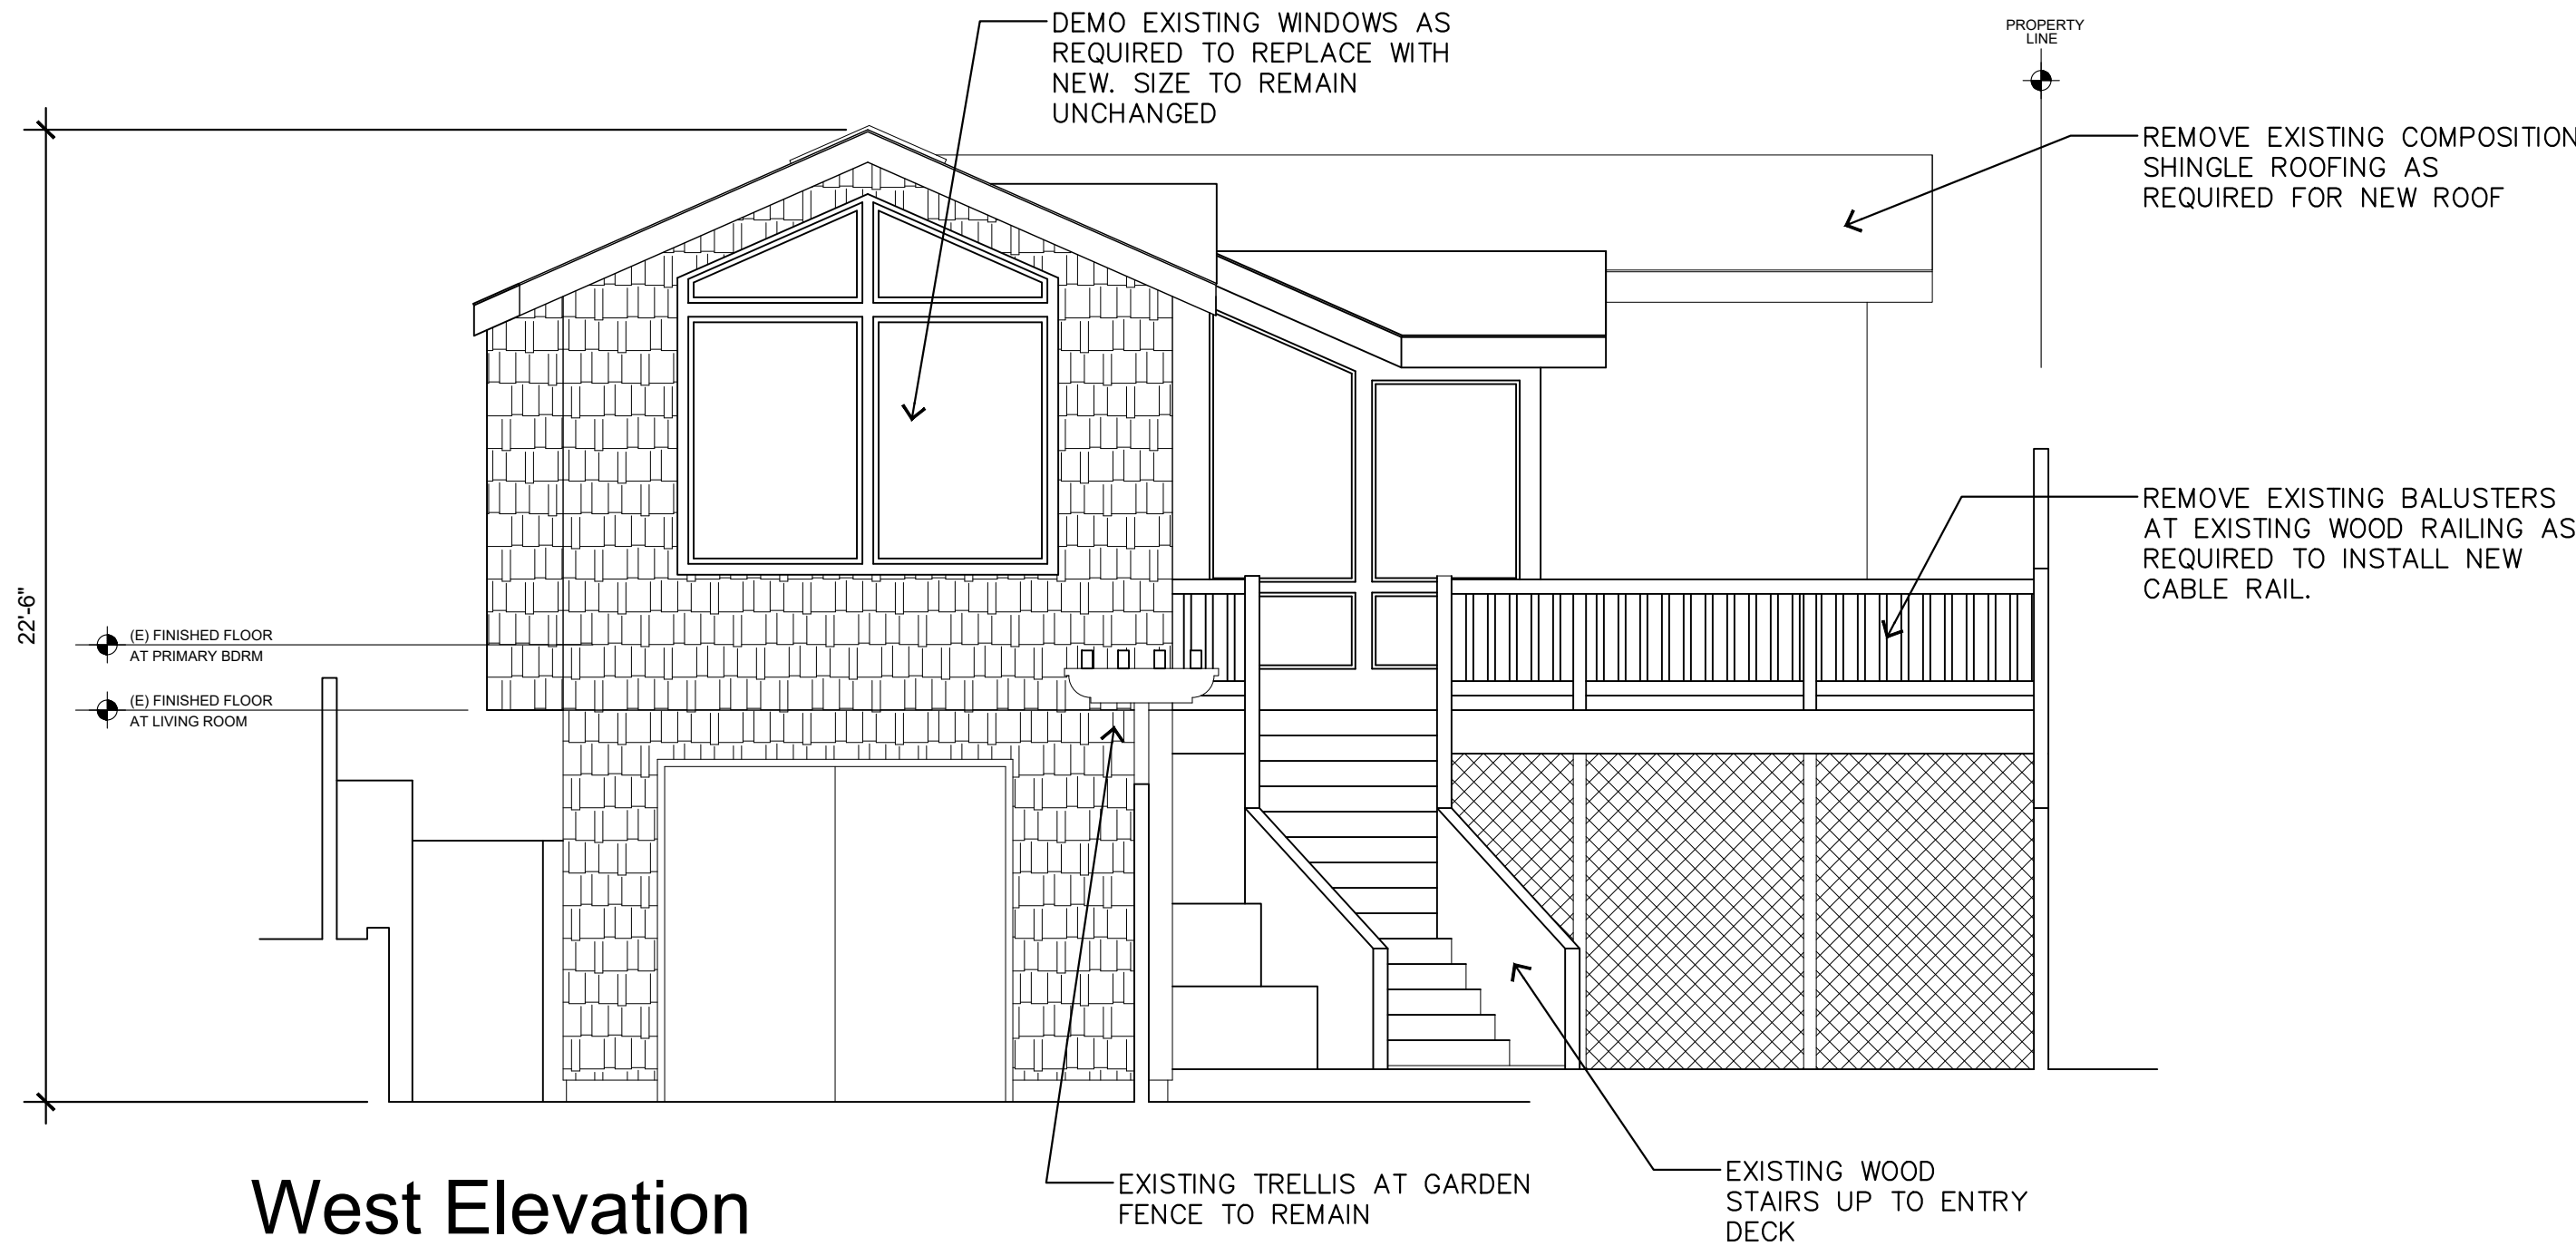 DEMO EXISTING WINDOWS AS
REQUIRED TO REPLACE WITH
NEW. SIZE TO REMAIN
UNCHANGED
PROPERTY
LINE
REMOVE EXISTING COMPOSITION
SHINGLE ROOFING AS
REQUIRED FOR NEW ROOF
REMOVE EXISTING BALUSTERS
AT EXISTING WOOD RAILING AS
REQUIRED TO INSTALL NEW
CABLE RAIL.
22'-6"
(E) FINISHED FLOOR
AT PRIMARY BDRM
(E) FINISHED FLOOR
AT LIVING ROOM
EXISTING TRELLIS AT GARDEN
FENCE TO REMAIN
EXISTING WOOD
STAIRS UP TO ENTRY
DECK
West Elevation